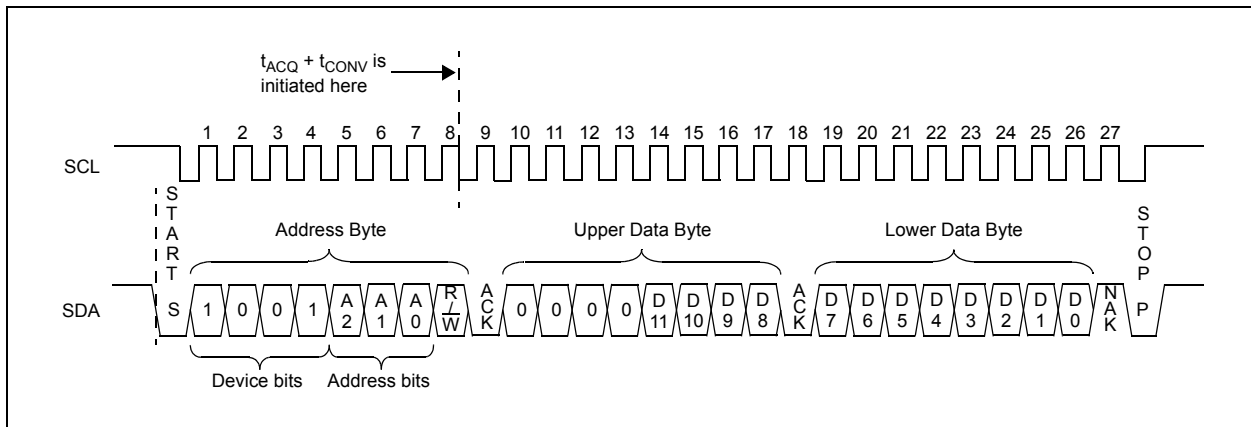 tACQ + tCONV is
initiated here
1 2 3 4 5 6 7 8 9 10 11 12 13 14 15 16 17 18 19 20 21 22 23 24 25 26 27
SCL
START
STOP
Address Byte
Upper Data Byte
Lower Data Byte
SDA
S 1 0 0 1 A2 A1 A0 R/W ACK 0 0 0 0 D11 D10 D9 D8 ACK D7 D6 D5 D4 D3 D2 D1 D0 NAK P
Device bits
Address bits